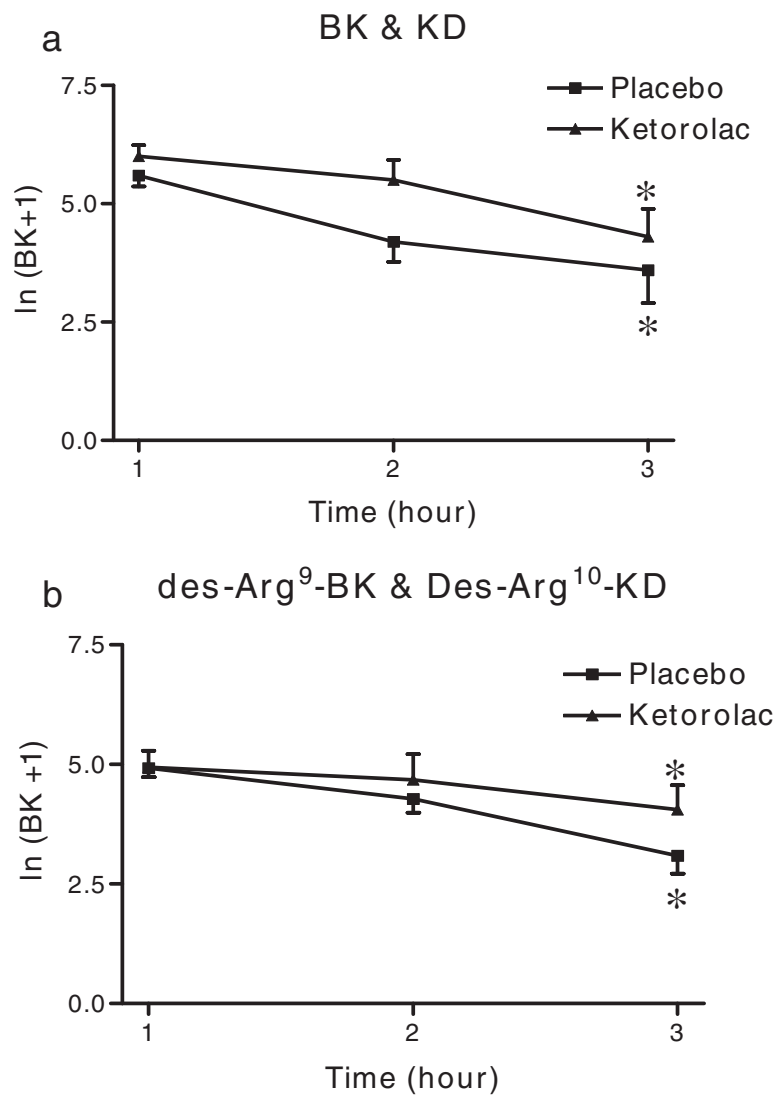 a
BK & KD
7.5
5.0
2.5
0.0
ln (BK+1)
Placebo
Ketorolac
*
*
1 2 3
Time (hour)
b
des-Arg⁹-BK & Des-Arg¹⁰-KD
7.5
5.0
2.5
0.0
ln (BK +1)
Placebo
Ketorolac
*
*
1 2 3
Time (hour)